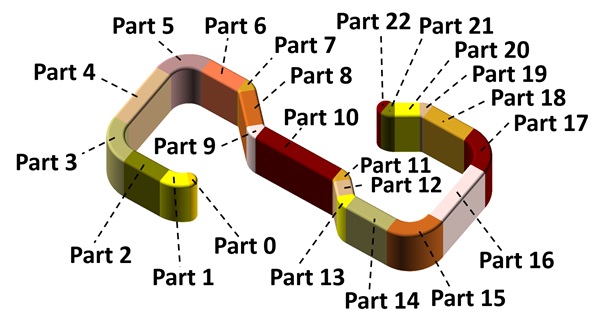 Part 22
Part 21
Part 5
Part 6
Part 20
Part 7
Part 19
Part 4
Part 8
Part 18
Part 10
Part 17
Part 9
Part 3
Part 11
Part 12
Part 2
Part 0
Part 16
Part 1
Part 13
Part 14
Part 15